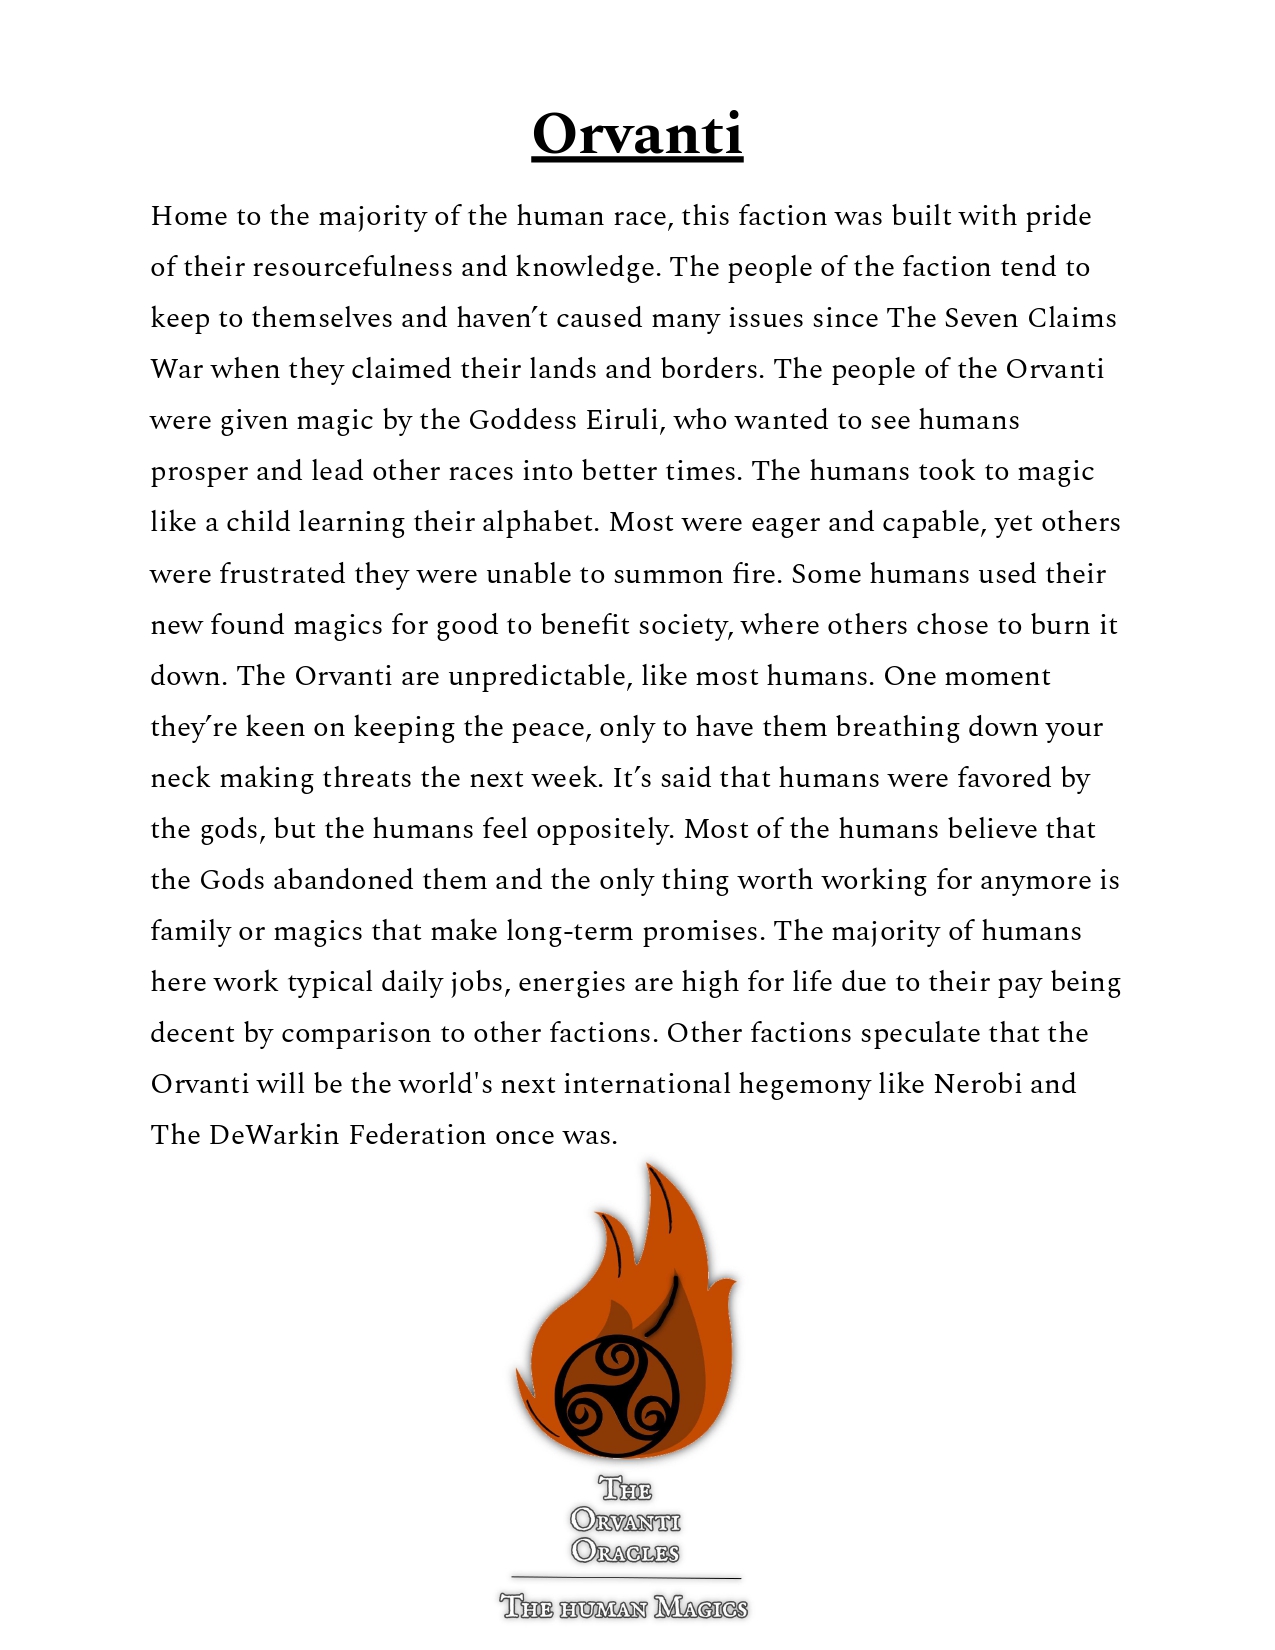 Orvanti
Home to the majority of the human race, this faction was built with pride
of their resourcefulness and knowledge. The people of the faction tend to
keep to themselves and haven’t caused many issues since The Seven Claims
War when they claimed their lands and borders. The people of the Orvanti
were given magic by the Goddess Eiruli, who wanted to see humans
prosper and lead other races into better times. The humans took to magic
like a child learning their alphabet. Most were eager and capable, yet others
were frustrated they were unable to summon fire. Some humans used their
new found magics for good to benefit society, where others chose to burn it
down. The Orvanti are unpredictable, like most humans. One moment
they’re keen on keeping the peace, only to have them breathing down your
neck making threats the next week. It’s said that humans were favored by
the gods, but the humans feel oppositely. Most of the humans believe that
the Gods abandoned them and the only thing worth working for anymore is
family or magics that make long-term promises. The majority of humans
here work typical daily jobs, energies are high for life due to their pay being
decent by comparison to other factions. Other factions speculate that the
Orvanti will be the world's next international hegemony like Nerobi and
The DeWarkin Federation once was.
The
Orvanti
Oracles
The human Magics